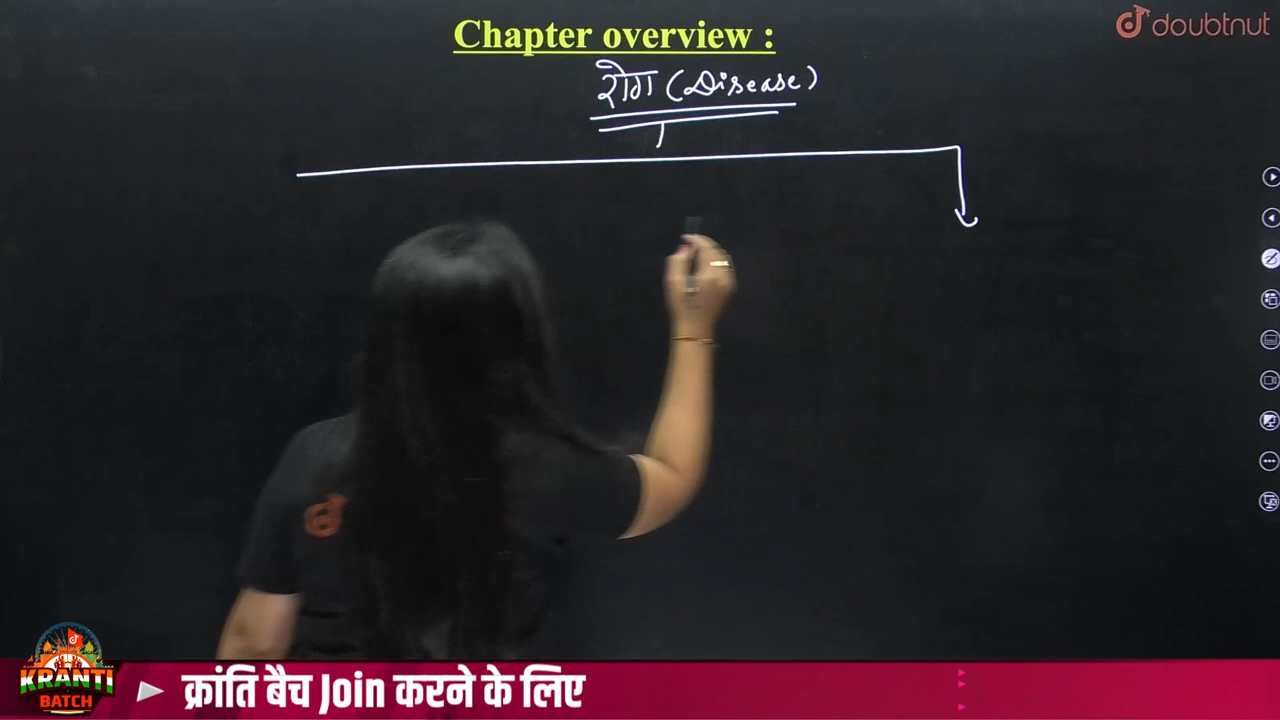 Chapter overview :
doubtnut
रोग (Disease)
KRANTI
BATCH
क्रांति बैच Join करने के लिए